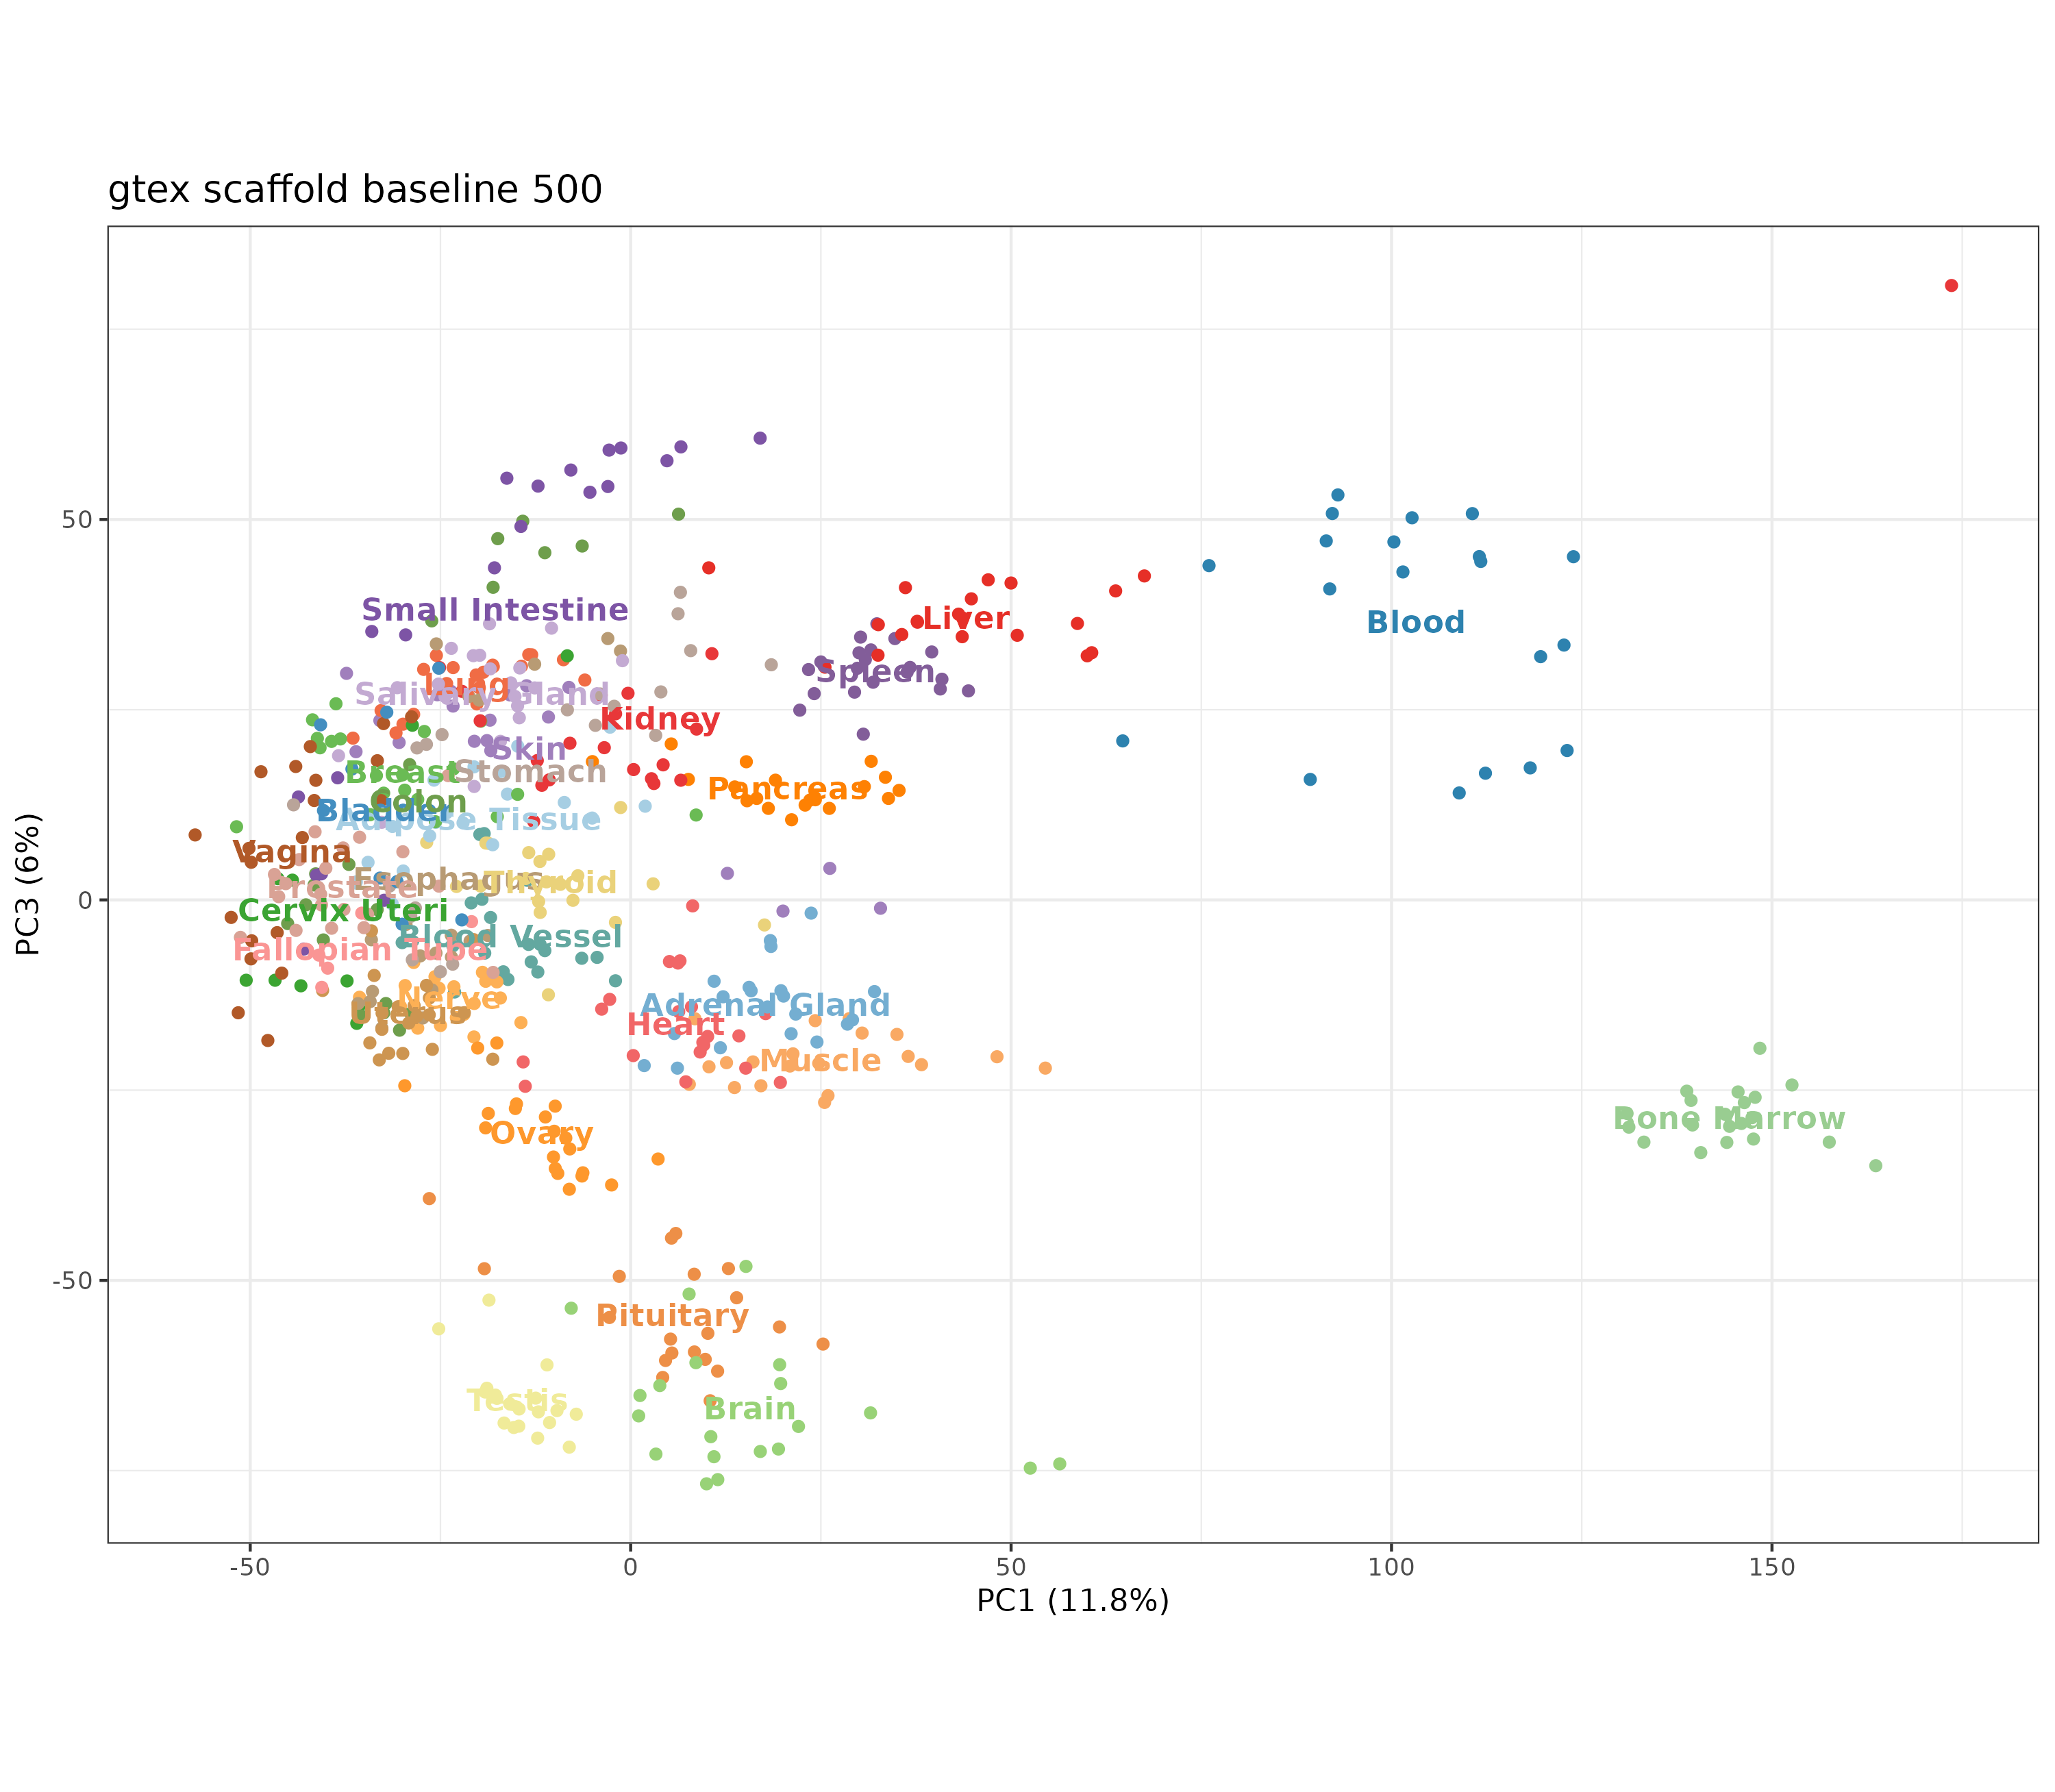 gtex scaffold baseline 500
PC3 (6%)
50
0
-50
Small Intestine
Liver
Blood
Spleen
Lung
Salivary Gland
Kidney
Skin
Breast
Stomach
Pancreas
Colon
Bladder
Adipose Tissue
Vagina
Esophagus
Thyroid
Prostate
Cervix Uteri
Blood Vessel
Fallopian Tube
Nerve
Adrenal Gland
Uterus
Heart
Muscle
Bone Marrow
Ovary
Pituitary
Testis
Brain
-50
0
50
100
150
PC1 (11.8%)